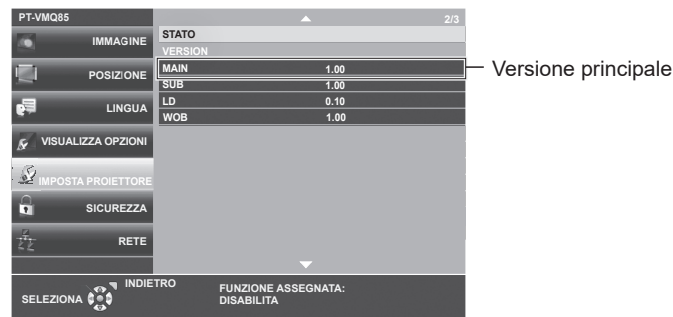 PT-VMQ85
2/3
IMMAGINE
POSIZIONE
LINGUA
VISUALIZZA OPZIONI
IMPOSTA PROIETTORE
SICUREZZA
RETE
STATO
VERSION
MAIN 1.00
SUB 1.00
LD 0.10
WOB 1.00
Versione principale
SELEZIONA
INDIETRO
FUNZIONE ASSEGNATA:
DISABILITA